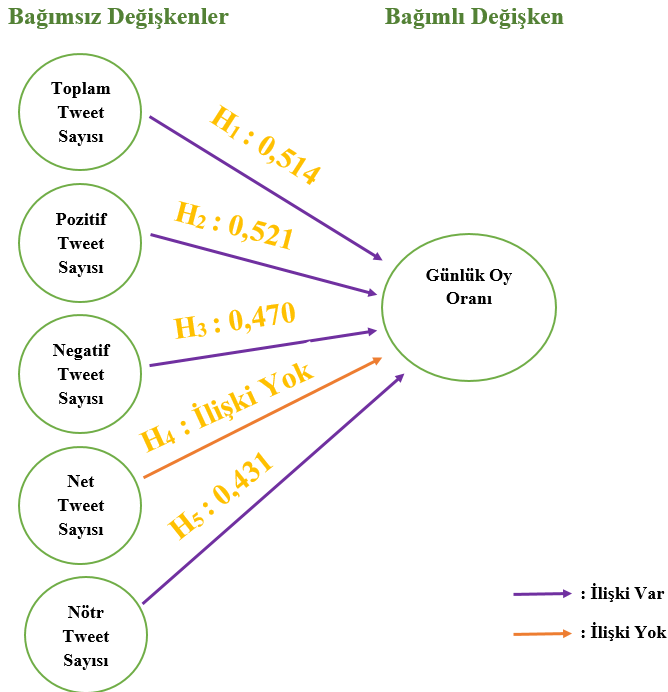 Bağımsız Değişkenler
Bağımlı Değişken
Toplam
Tweet
Sayısı
H1 : 0,514
Pozitif
Tweet
Sayısı
H2 : 0,521
Günlük Oy
Oranı
Negatif
Tweet
Sayısı
H3 : 0,470
Net
Tweet
Sayısı
H4 : İlişki Yok
Nötr
Tweet
Sayısı
H5 : 0,431
: İlişki Var
: İlişki Yok